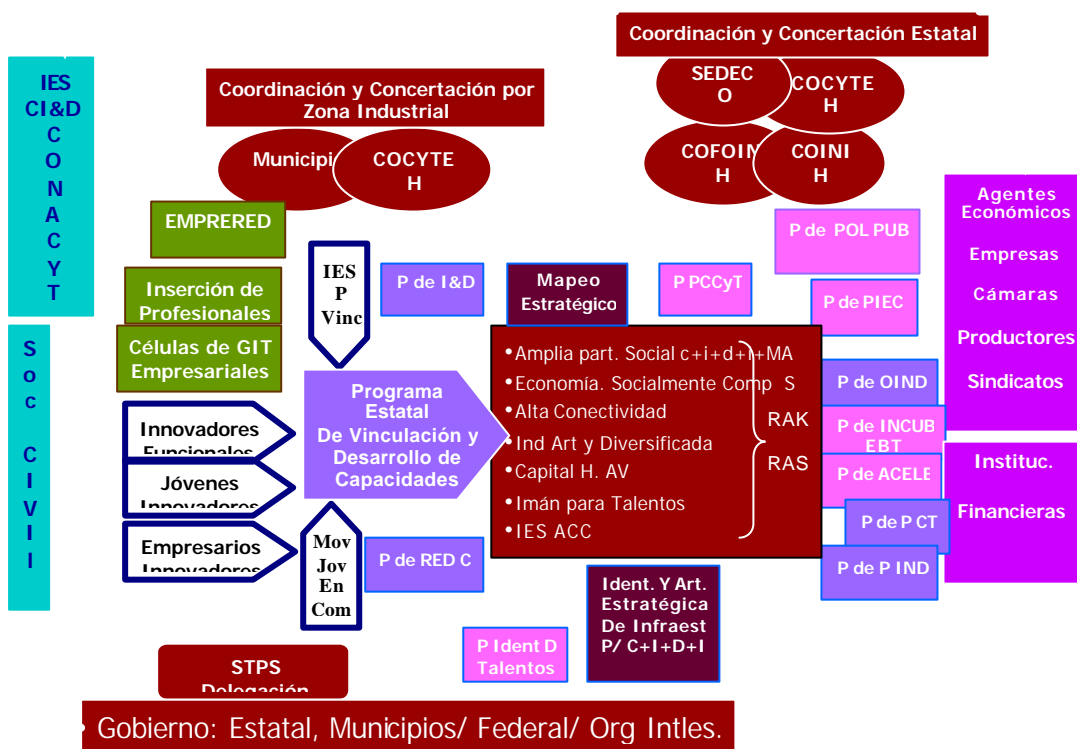 Coordinación y Concertación Estatal
SEDEC
O
COCYTE
H
COFOIN
H
COINI
H
Coordinación y Concertación por
Zona Industrial
Municipi
COCYTE
H
IES
CI&D
C
O
N
A
C
Y
T
EMPRERED
Inserción de
Profesionales
Células de GIT
Empresariales
IES
P
Vinc
P de I&D
Mapeo
Estratégico
P PCCyT
P de POL PUB
P de PIEC
Agentes
Económicos
Empresas
Cámaras
Productores
Sindicatos
S
o
c
C
I
V
I
l
Innovadores
Funcionales
Jóvenes
Innovadores
Empresarios
Innovadores
Programa
Estatal
De Vinculación y
Desarrollo de
Capacidades
•Amplia part. Social c+i+d+i+MA
•Economía. Socialmente Comp S
•Alta Conectividad
•Ind Art y Diversificada
•Capital H. AV
•Imán para Talentos
•IES ACC
RAK
RAS
P de OIND
P de INCUB
EBT
P de ACELE
P de P CT
P de P IND
Instituc.
Financieras
Mov
Jov
En
Com
P de RED C
Ident. Y Art.
Estratégica
De Infraest
P/ C+I+D+I
P Ident D
Talentos
STPS
Delegación
• Gobierno: Estatal, Municipios/ Federal/ Org Intles.